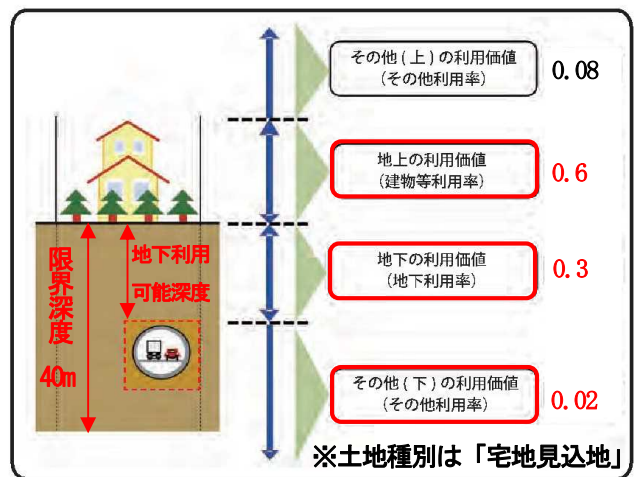 その他(上)の利用価値
(その他利用率)
0.08
地上の利用価値
(建物等利用率)
0.6
地下の利用価値
(地下利用率)
0.3
その他(下)の利用価値
(その他利用率)
0.02
限界深度
40m
地下利用
可能深度
※土地種別は「宅地見込地」